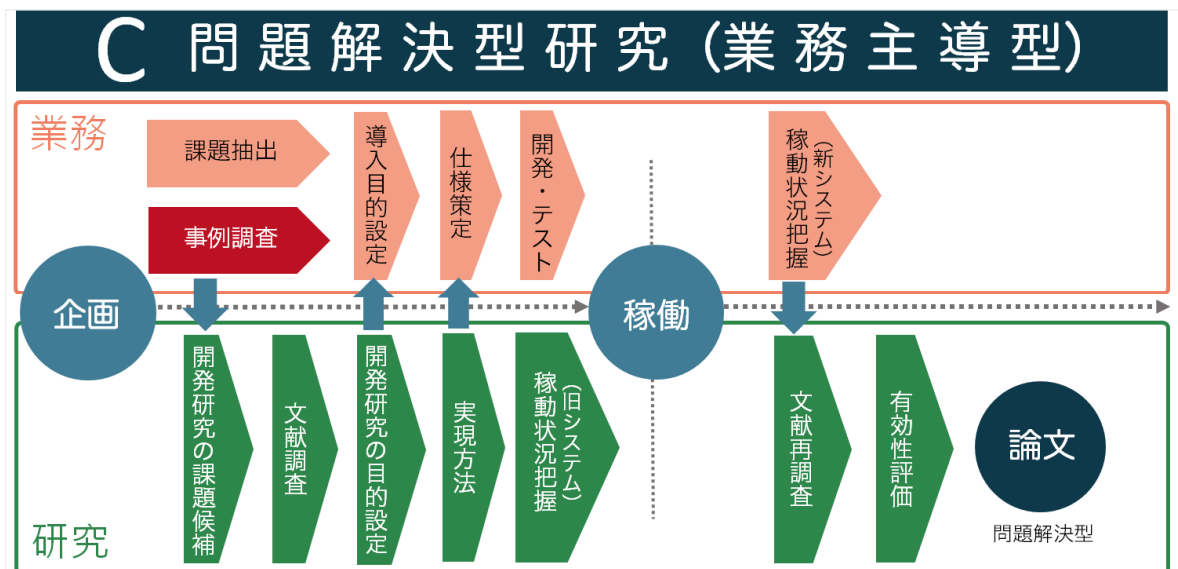 C 問題解決型研究（業務主導型）
業務
課題抽出
事例調査
導入目的設定
仕様策定
開発・テスト
稼動状況把握
（新システム）
企画
稼働
開発研究の課題候補
文献調査
開発研究の目的設定
実現方法
稼動状況把握
（旧システム）
文献再調査
有効性評価
論文
問題解決型
研究